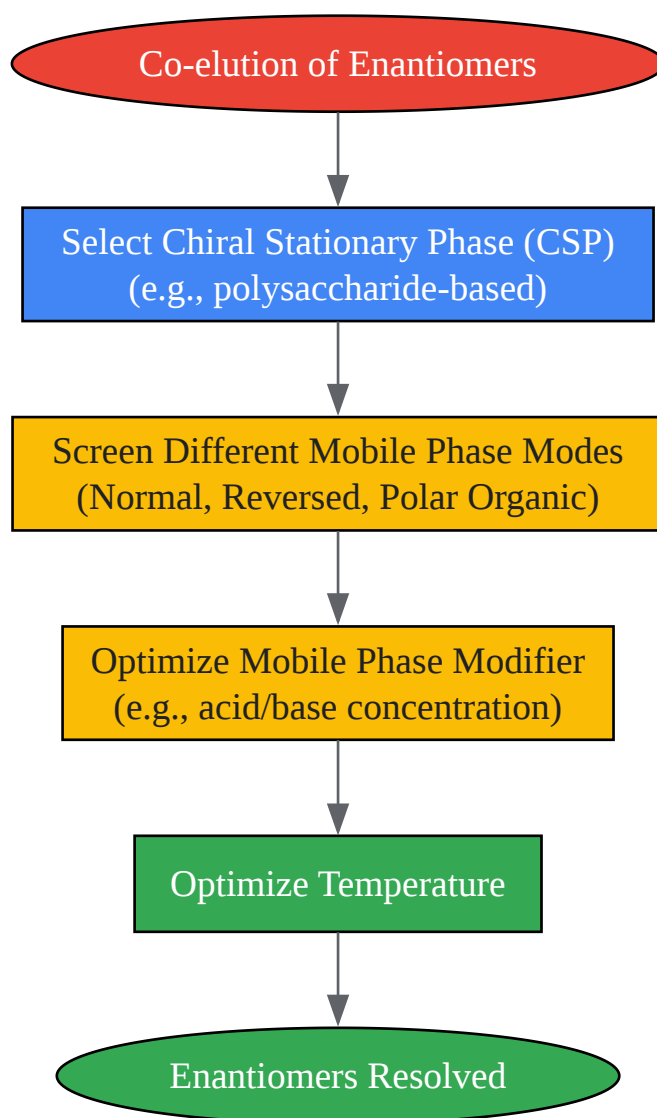 Co-elution of Enantiomers
Select Chiral Stationary Phase (CSP)
(e.g., polysaccharide-based)
Screen Different Mobile Phase Modes
(Normal, Reversed, Polar Organic)
Optimize Mobile Phase Modifier
(e.g., acid/base concentration)
Optimize Temperature
Enantiomers Resolved